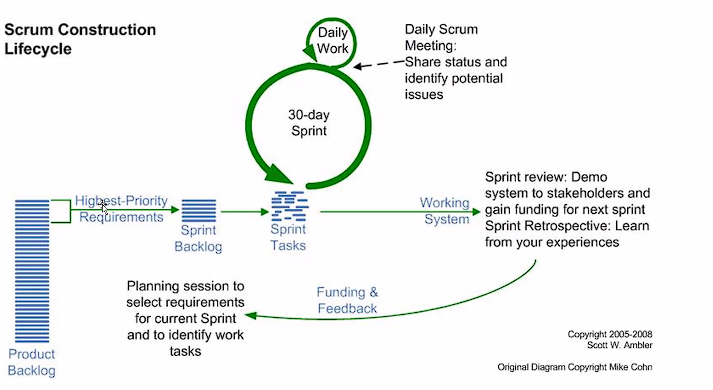 Scrum Construction
Lifecycle
Daily
Work
Daily Scrum
Meeting:
Share status and
identify potential
issues
30-day
Sprint
Highest-Priority
Requirements
Sprint
Backlog
Sprint
Tasks
Working
System
Sprint review: Demo
system to stakeholders and
gain funding for next sprint
Sprint Retrospective: Learn
from your experiences
Planning session to
select requirements
for current Sprint
and to identify work
tasks
Funding &
Feedback
Product
Backlog
Copyright 2005-2008
Scott W. Ambler
Original Diagram Copyright Mike Cohn